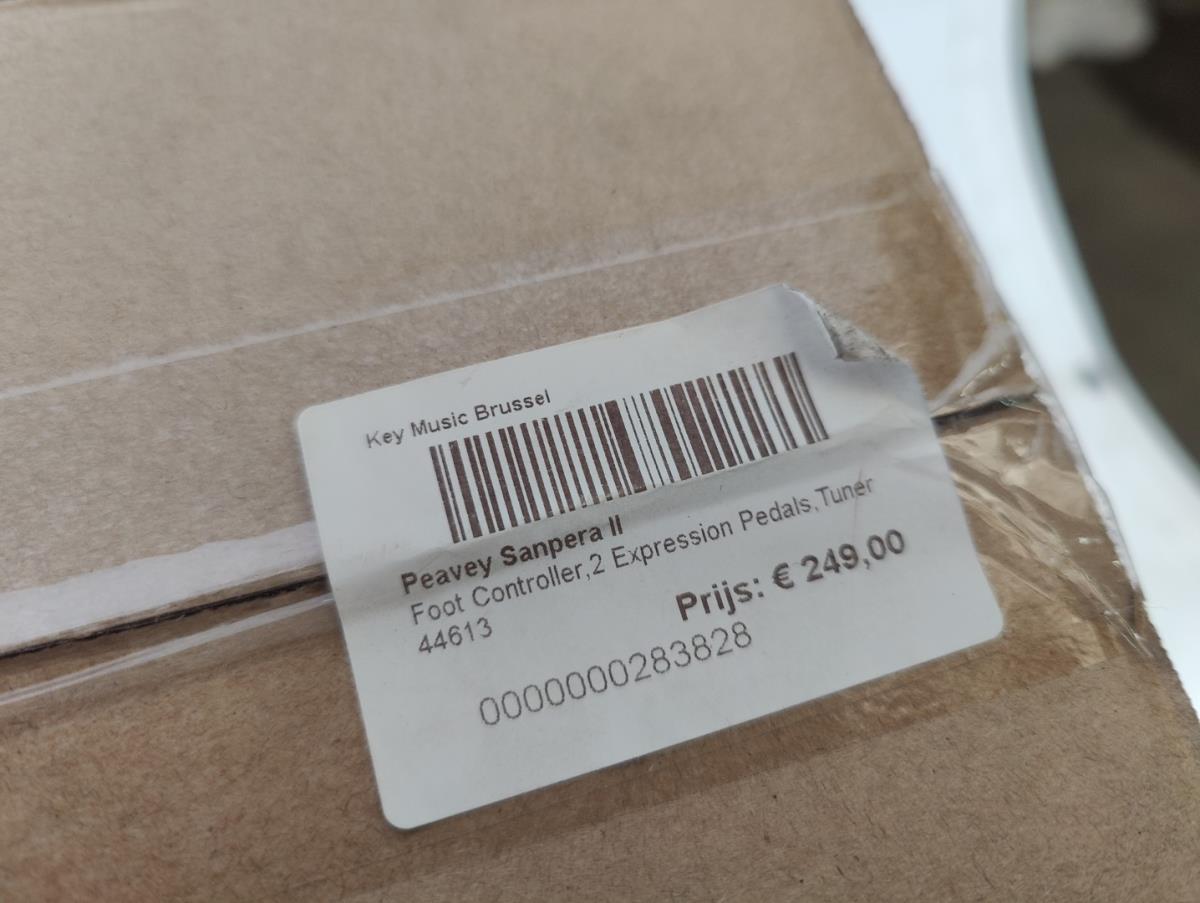 Key Music Brussel
Peavey Sanpera II
Foot Controller,2 Expression Pedals,Tuner
44613
Prijs: € 249,00
0000000283828